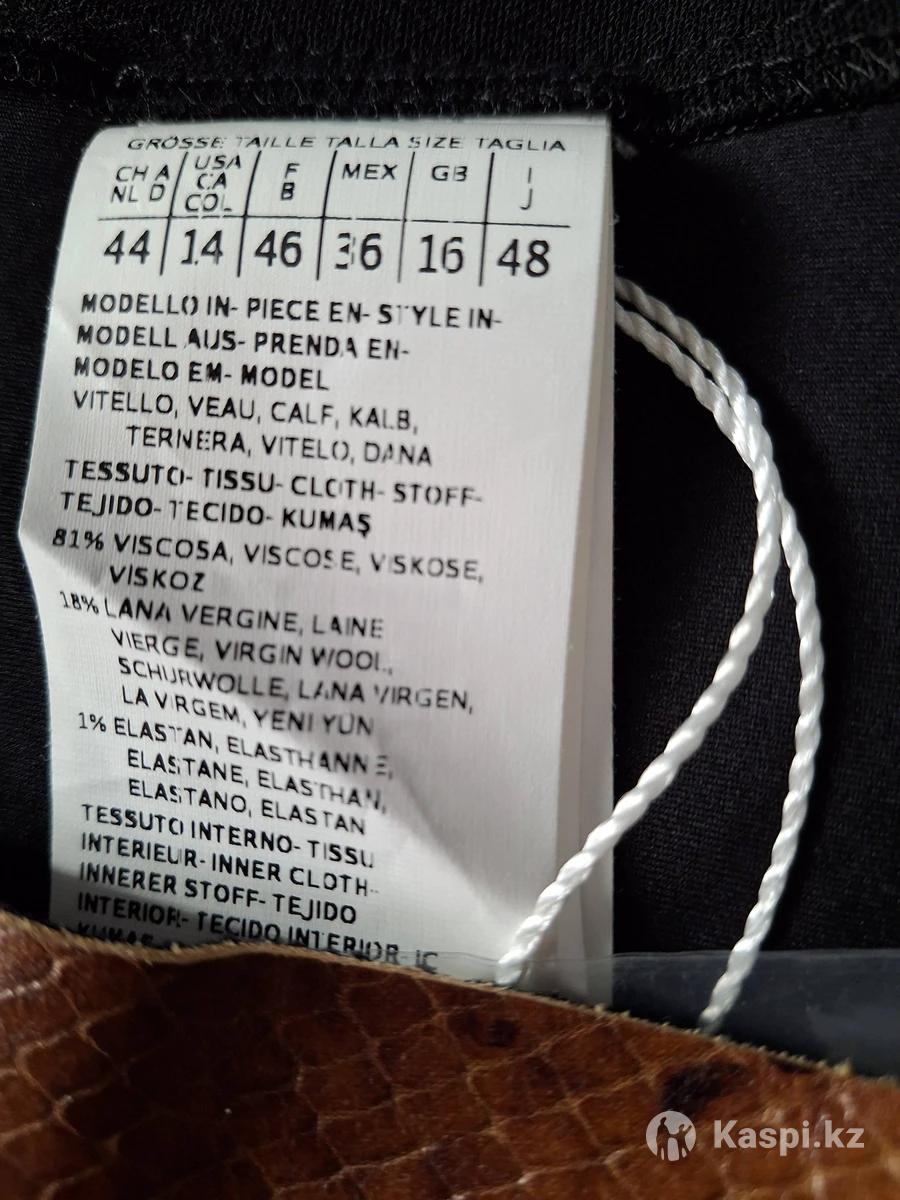 GRÖSSE TAILLE TALLA SIZE TAGLIA
CH A NL D USA CA COL F B MEX GB I J
44 14 46 36 16 48
MODELLO IN- PIECE EN- STYLE IN-
MODELL AUS- PRENDA EN-
MODELO EM- MODEL
VITELLO, VEAU, CALF, KALB,
TERNERA, VITELO, DANA
TESSUTO- TISSU- CLOTH- STOFF-
TEJIDO- TECIDO- KUMAŞ
81% VISCOSA, VISCOSE, VISKOSE,
VISKOZ
18% LANA VERGINE, LAINE
VIERGE, VIRGIN WOOL,
SCHURWOLLE, LANA VIRGEN,
LA VIRGEM, YENI YÜN
1% ELASTAN, ELASTHANNE,
ELASTANE, ELASTHAN,
ELASTANO, ELASTAN
TESSUTO INTERNO- TISSU
INTERIEUR- INNER CLOTH-
INNERER STOFF- TEJIDO
INTERIOR- TECIDO INTERIOR- IC
KUMAŞ
Kaspi.kz